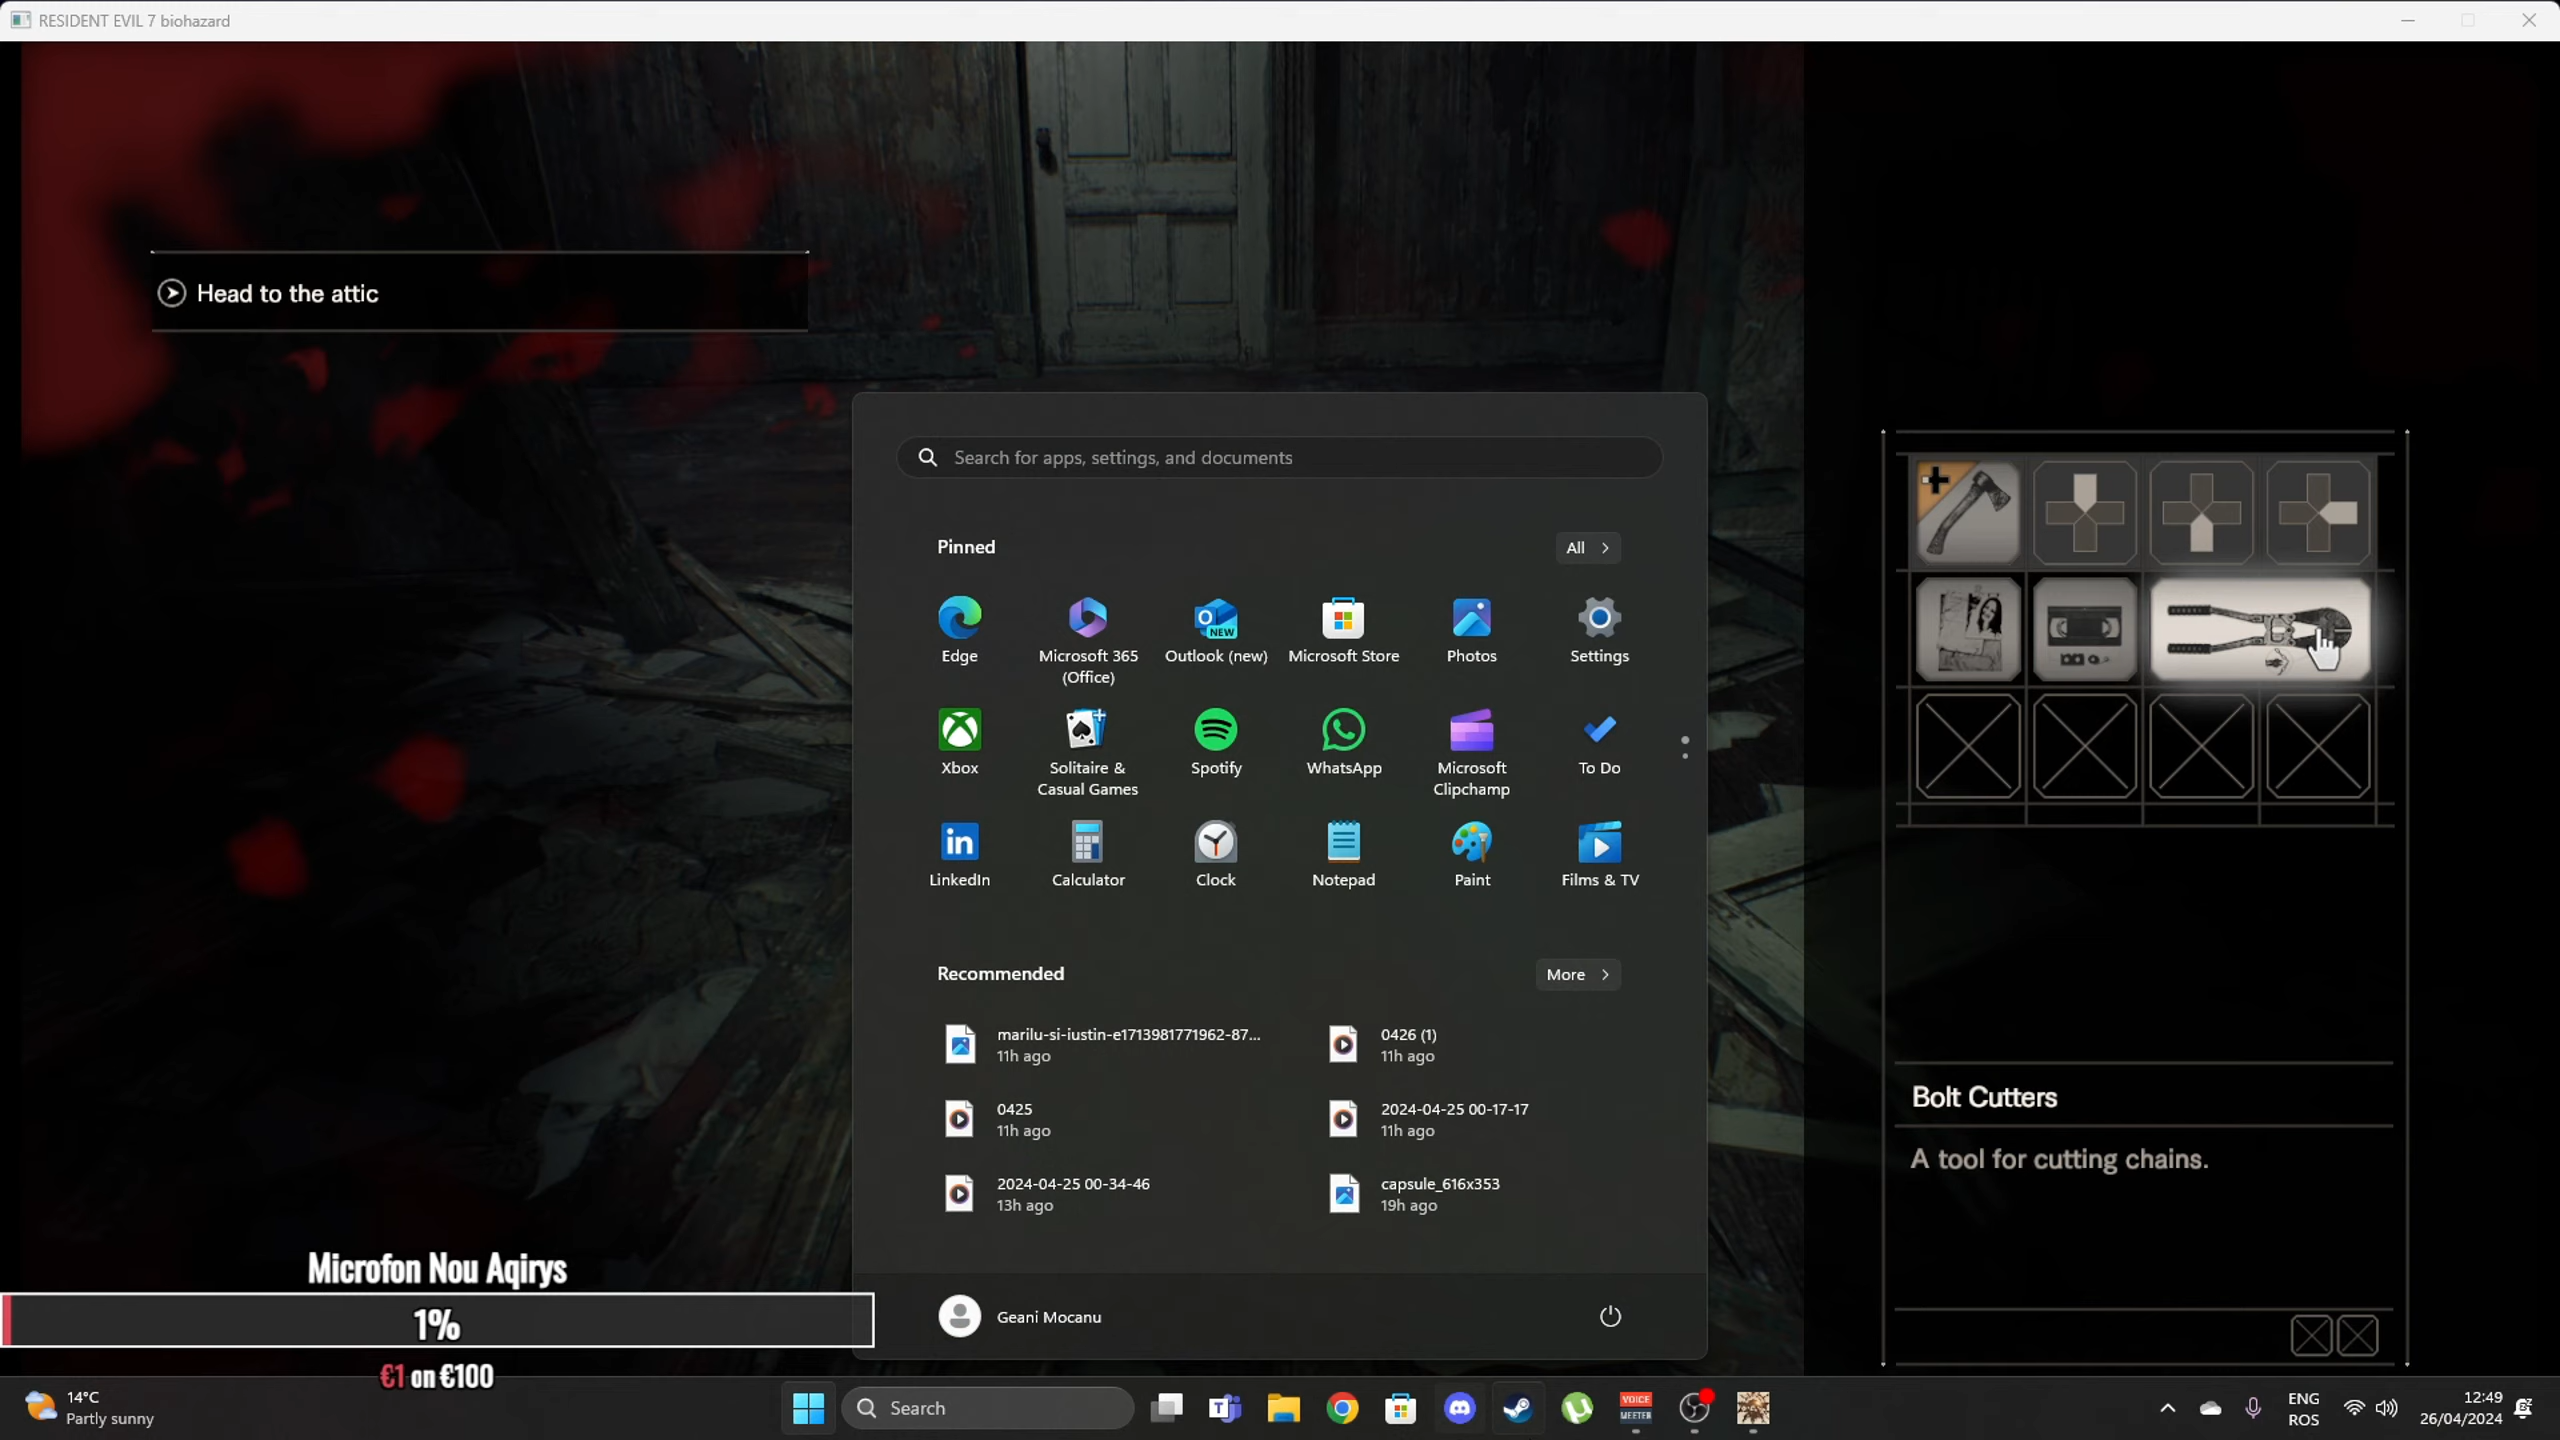 RESIDENT EVIL 7 biohazard
Head to the attic
Search for apps, settings, and documents
Pinned
All
Edge
Microsoft 365
(Office)
Outlook (new)
Microsoft Store
Photos
Settings
Xbox
Solitaire &
Casual Games
Spotify
WhatsApp
Microsoft
Clipchamp
To Do
LinkedIn
Calculator
Clock
Notepad
Paint
Films & TV
Recommended
More
marilu-si-iustin-e1713981771962-87...
11h ago
0426 (1)
11h ago
0425
11h ago
2024-04-25 00-17-17
11h ago
2024-04-25 00-34-46
13h ago
capsule_616x353
19h ago
Geani Mocanu
Bolt Cutters
A tool for cutting chains.
Microfon Nou Aqirys
1%
€1 on €100
14°C
Partly sunny
Search
VOICE
MEETER
ENG
ROS
12:49
26/04/2024